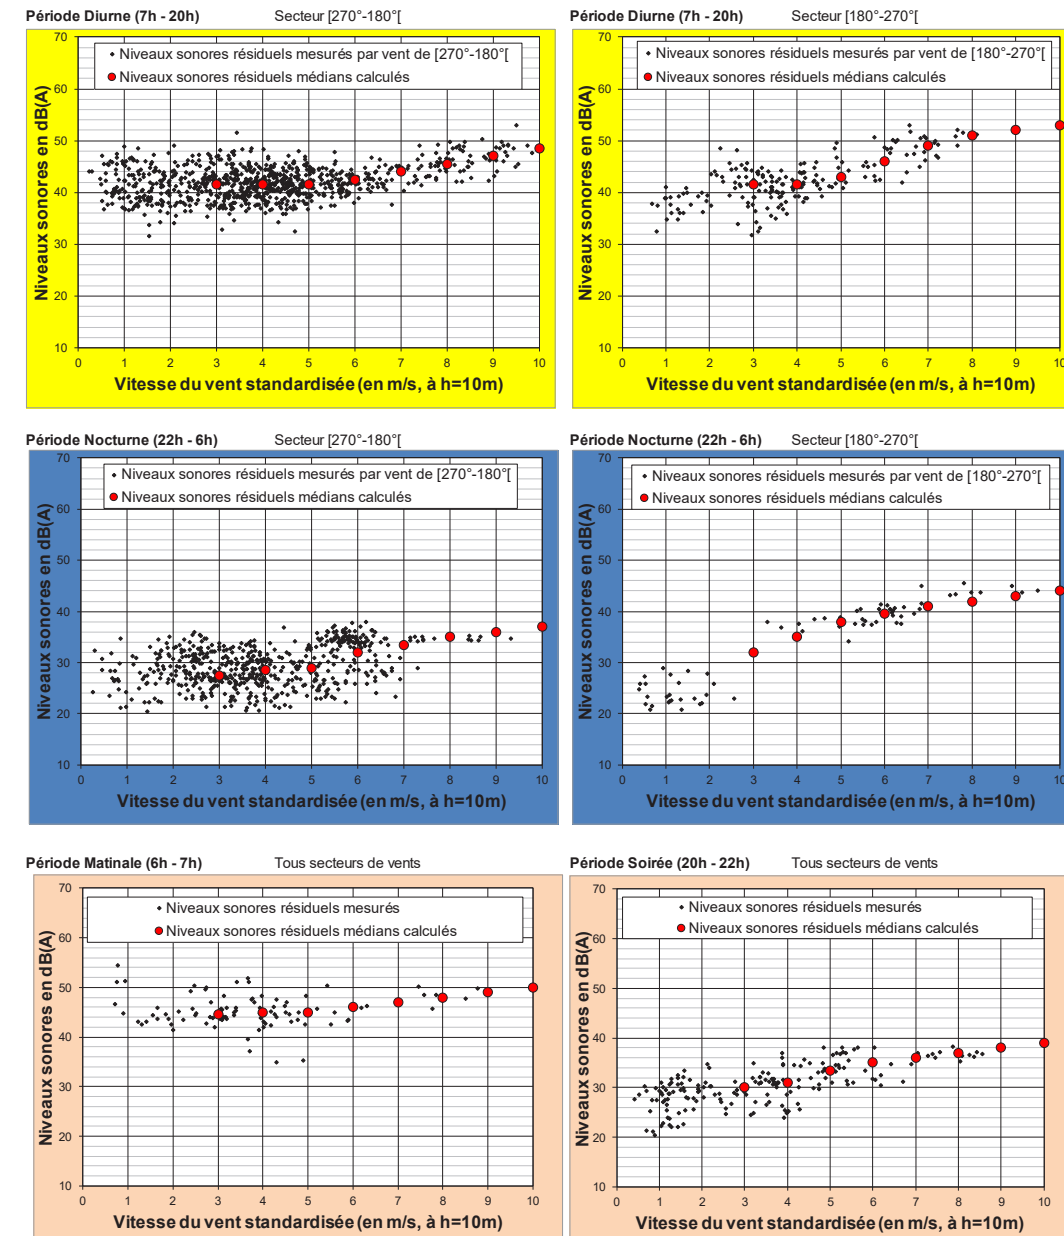 Période Diurne (7h - 20h) Secteur [270°-180°[
70
60
50
40
30
20
10
Niveaux sonores en dB(A)
Niveaux sonores résiduels mesurés par vent de [270°-180°[
Niveaux sonores résiduels médians calculés
0 1 2 3 4 5 6 7 8 9 10
Vitesse du vent standardisée (en m/s, à h=10m)
Période Diurne (7h - 20h) Secteur [180°-270°[
70
60
50
40
30
20
10
Niveaux sonores en dB(A)
Niveaux sonores résiduels mesurés par vent de [180°-270°[
Niveaux sonores résiduels médians calculés
0 1 2 3 4 5 6 7 8 9 10
Vitesse du vent standardisée (en m/s, à h=10m)
Période Nocturne (22h - 6h) Secteur [270°-180°[
70
60
50
40
30
20
10
Niveaux sonores en dB(A)
Niveaux sonores résiduels mesurés par vent de [270°-180°[
Niveaux sonores résiduels médians calculés
0 1 2 3 4 5 6 7 8 9 10
Vitesse du vent standardisée (en m/s, à h=10m)
Période Nocturne (22h - 6h) Secteur [180°-270°[
70
60
50
40
30
20
10
Niveaux sonores en dB(A)
Niveaux sonores résiduels mesurés par vent de [180°-270°[
Niveaux sonores résiduels médians calculés
0 1 2 3 4 5 6 7 8 9 10
Vitesse du vent standardisée (en m/s, à h=10m)
Période Matinale (6h - 7h) Tous secteurs de vents
70
60
50
40
30
20
10
Niveaux sonores en dB(A)
Niveaux sonores résiduels mesurés
Niveaux sonores résiduels médians calculés
0 1 2 3 4 5 6 7 8 9 10
Vitesse du vent standardisée (en m/s, à h=10m)
Période Soirée (20h - 22h) Tous secteurs de vents
70
60
50
40
30
20
10
Niveaux sonores en dB(A)
Niveaux sonores résiduels mesurés
Niveaux sonores résiduels médians calculés
0 1 2 3 4 5 6 7 8 9 10
Vitesse du vent standardisée (en m/s, à h=10m)